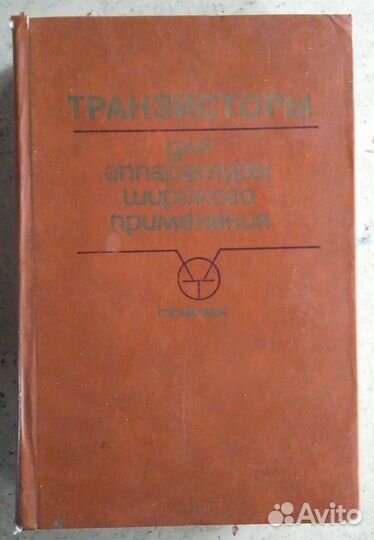 ТРАНЗИСТОРЫ
для
аппаратуры
широкого
применения
СПРАВОЧНИК
Avito